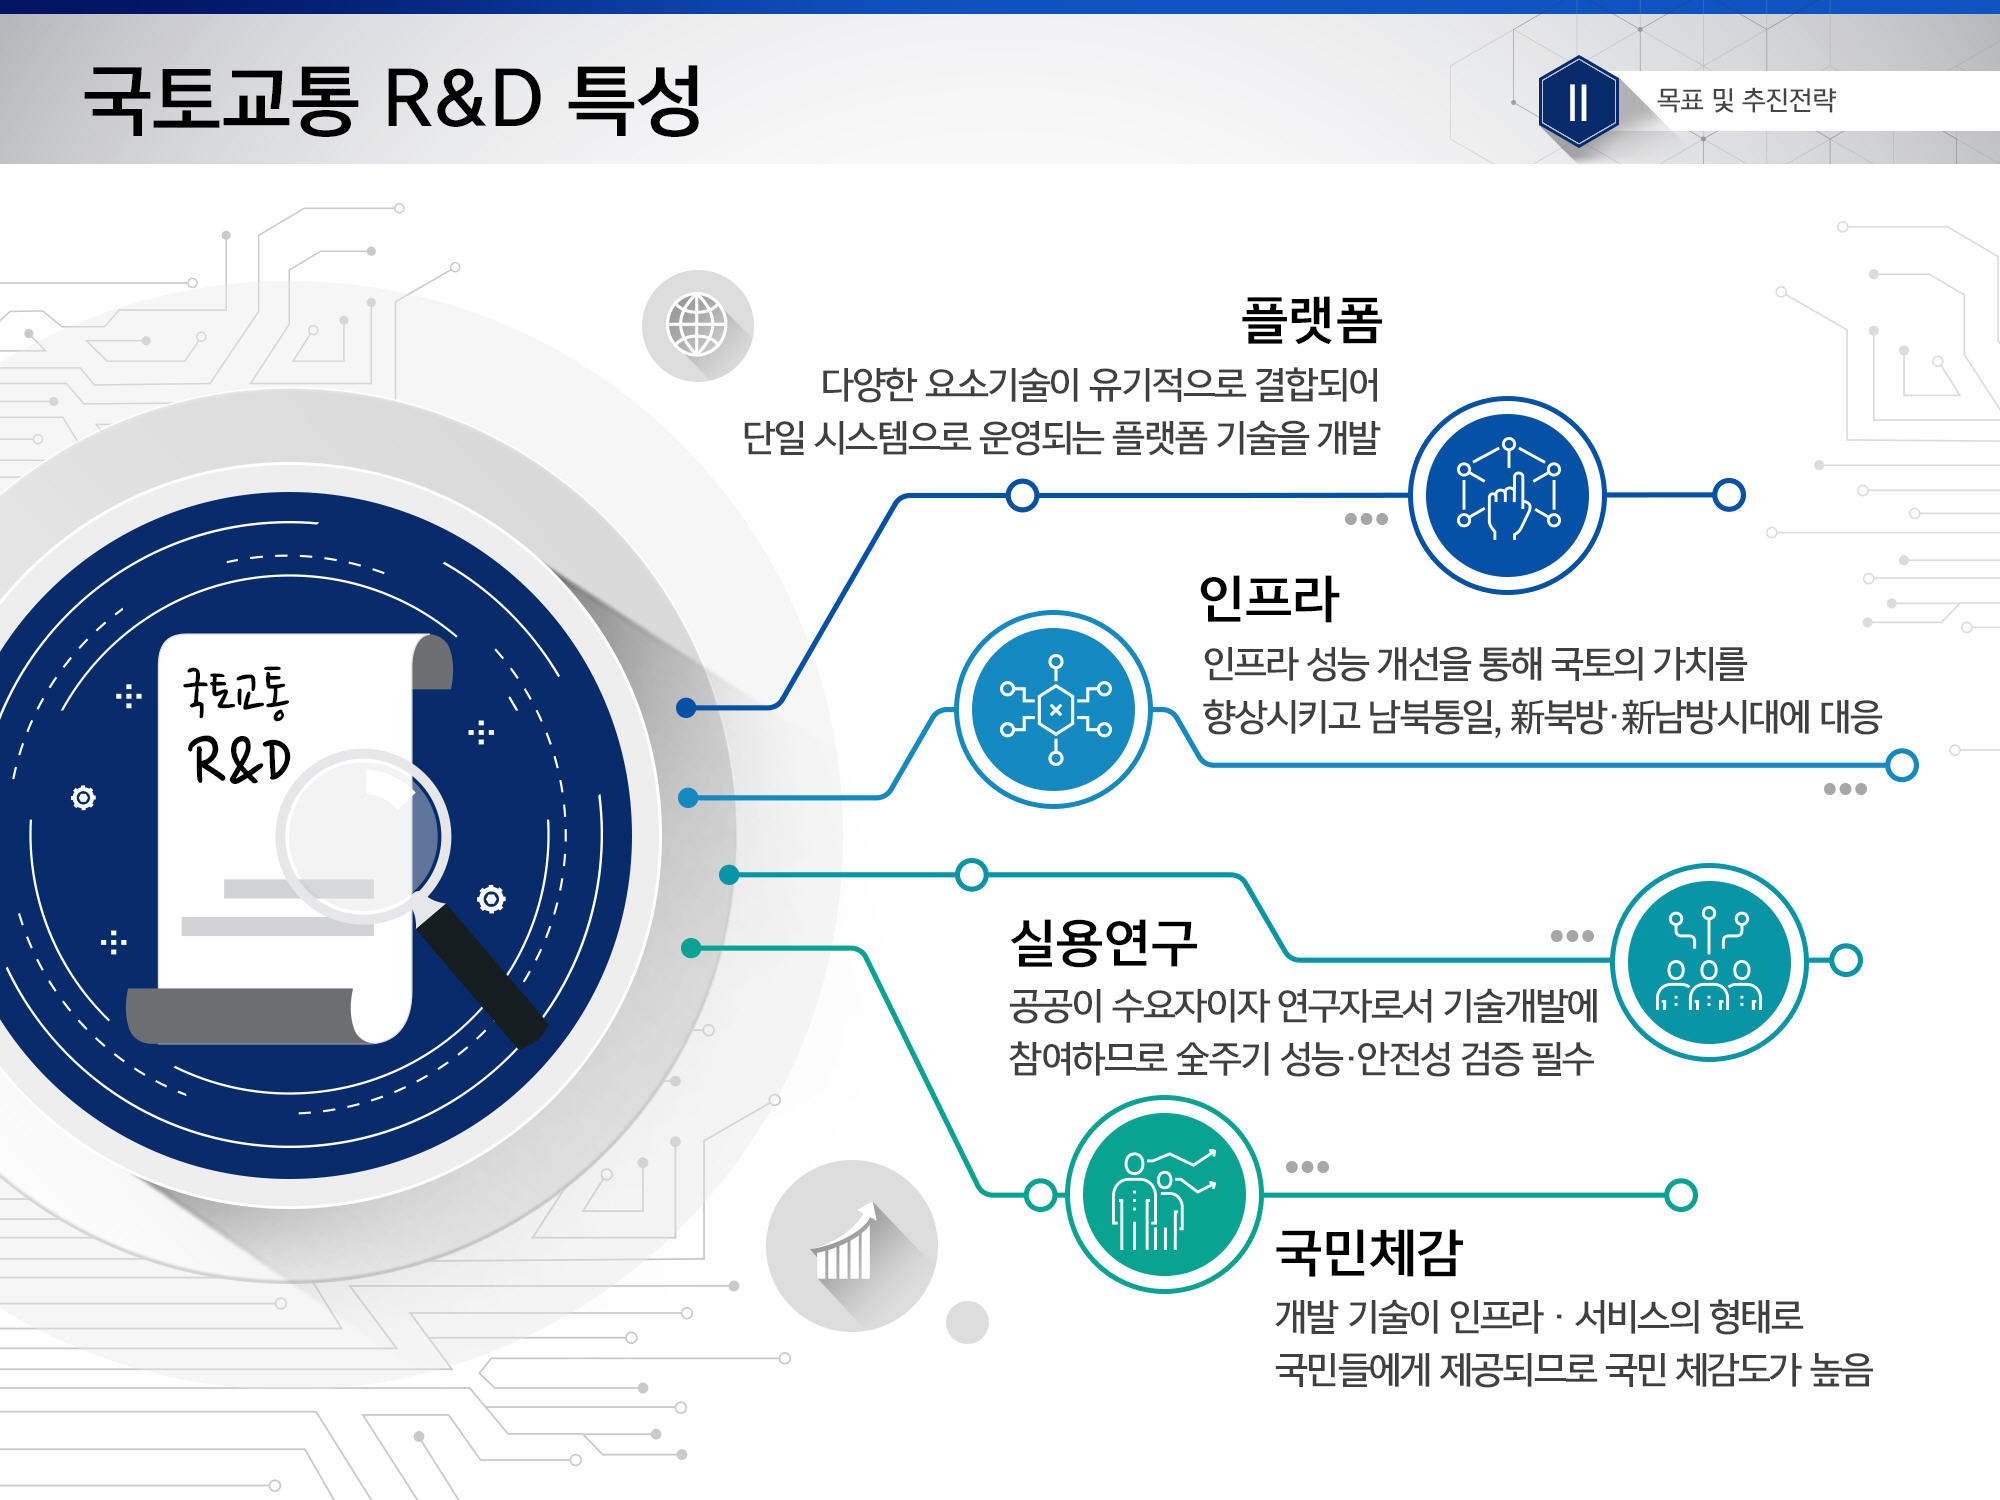 국토교통 R&D 특성
II
목표 및 추진전략
플랫폼
다양한 요소기술이 유기적으로 결합되어
단일 시스템으로 운영되는 플랫폼 기술을 개발
인프라
인프라 성능 개선을 통해 국토의 가치를
향상시키고 남북통일, 新북방·新남방시대에 대응
국토교통
R&D
실용연구
공공이 수요자이자 연구자로서 기술개발에
참여하므로 全주기 성능·안전성 검증 필수
국민체감
개발 기술이 인프라 · 서비스의 형태로
국민들에게 제공되므로 국민 체감도가 높음